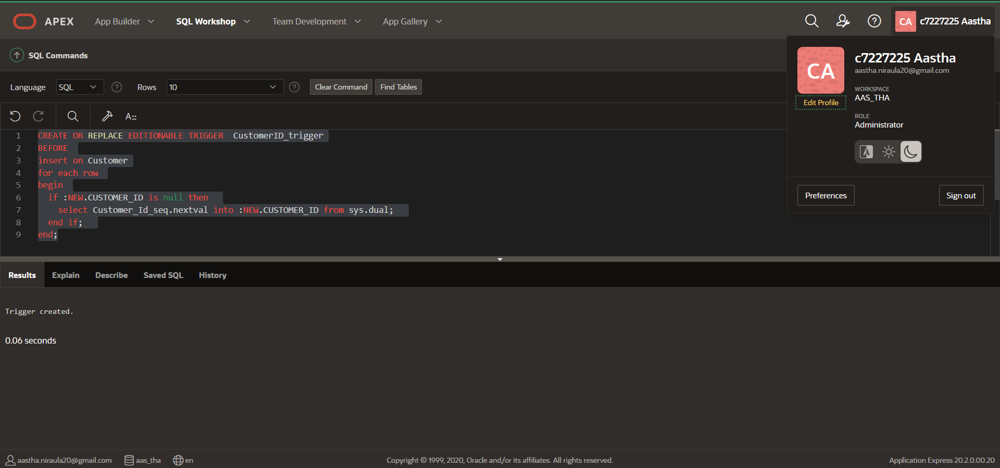 APEX App Builder SQL Workshop Team Development App Gallery CA c7227225 Aastha
SQL Commands
CA c7227225 Aastha
aastha.niraula20@gmail.com
WORKSPACE
AAS_THA
Edit Profile
ROLE
Administrator
Preferences Sign out
Language SQL ? Rows 10 ? Clear Command Find Tables
A::
1 CREATE OR REPLACE EDITIONABLE TRIGGER  CustomerID_trigger
2 BEFORE
3 insert on Customer
4 for each row
5 begin
6   if :NEW.CUSTOMER_ID is null then
7     select Customer_Id_seq.nextval into :NEW.CUSTOMER_ID from sys.dual;
8   end if;
9 end;
Results Explain Describe Saved SQL History
Trigger created.
0.06 seconds
aastha.niraula20@gmail.com aas_tha en Copyright © 1999, 2020, Oracle and/or its affiliates. All rights reserved. Application Express 20.2.0.00.20